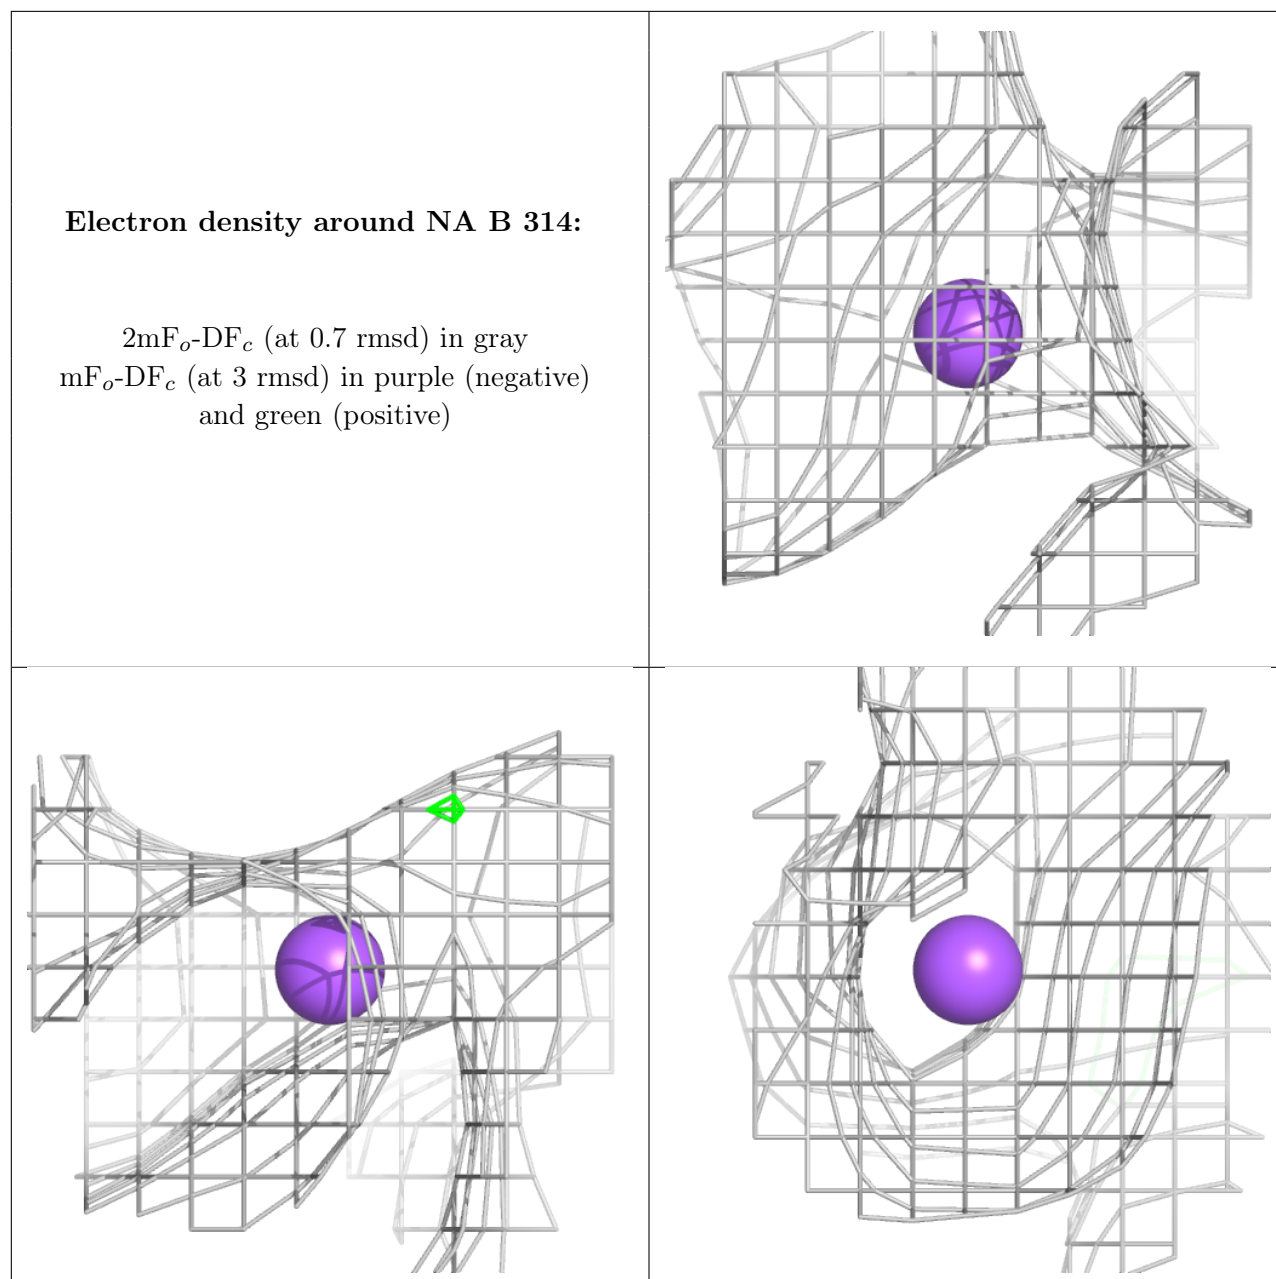 Electron density around NA B 314:
2mFo-DFc (at 0.7 rmsd) in gray
mFo-DFc (at 3 rmsd) in purple (negative)
and green (positive)